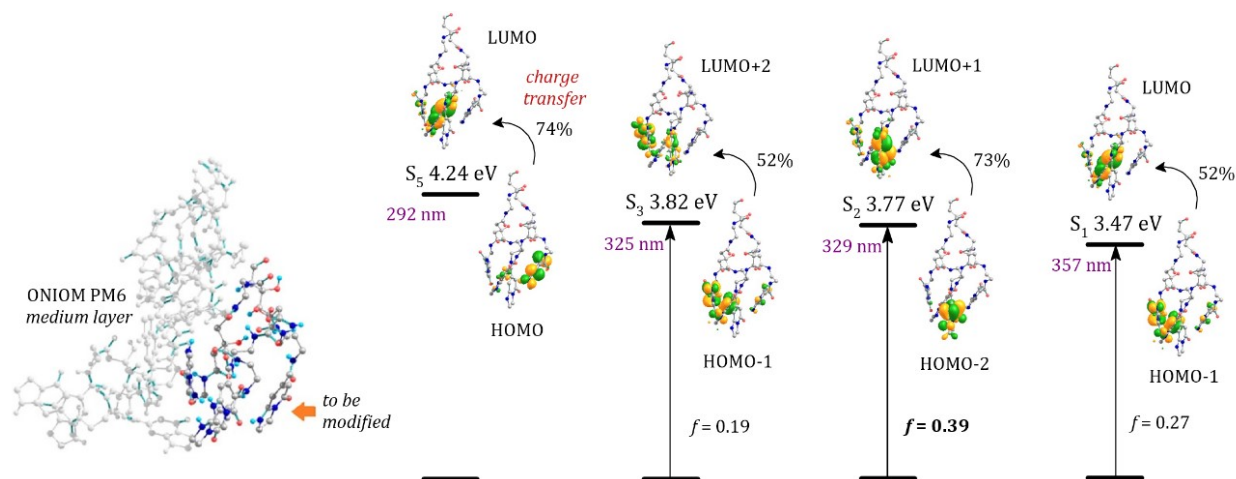 ONIOM PM6
medium layer
to be
modified
LUMO
charge
transfer
74%
S5 4.24 eV
292 nm
HOMO
LUMO+2
52%
S3 3.82 eV
325 nm
HOMO-1
f = 0.19
LUMO+1
73%
S2 3.77 eV
329 nm
HOMO-2
f = 0.39
LUMO
52%
S1 3.47 eV
357 nm
HOMO-1
f = 0.27